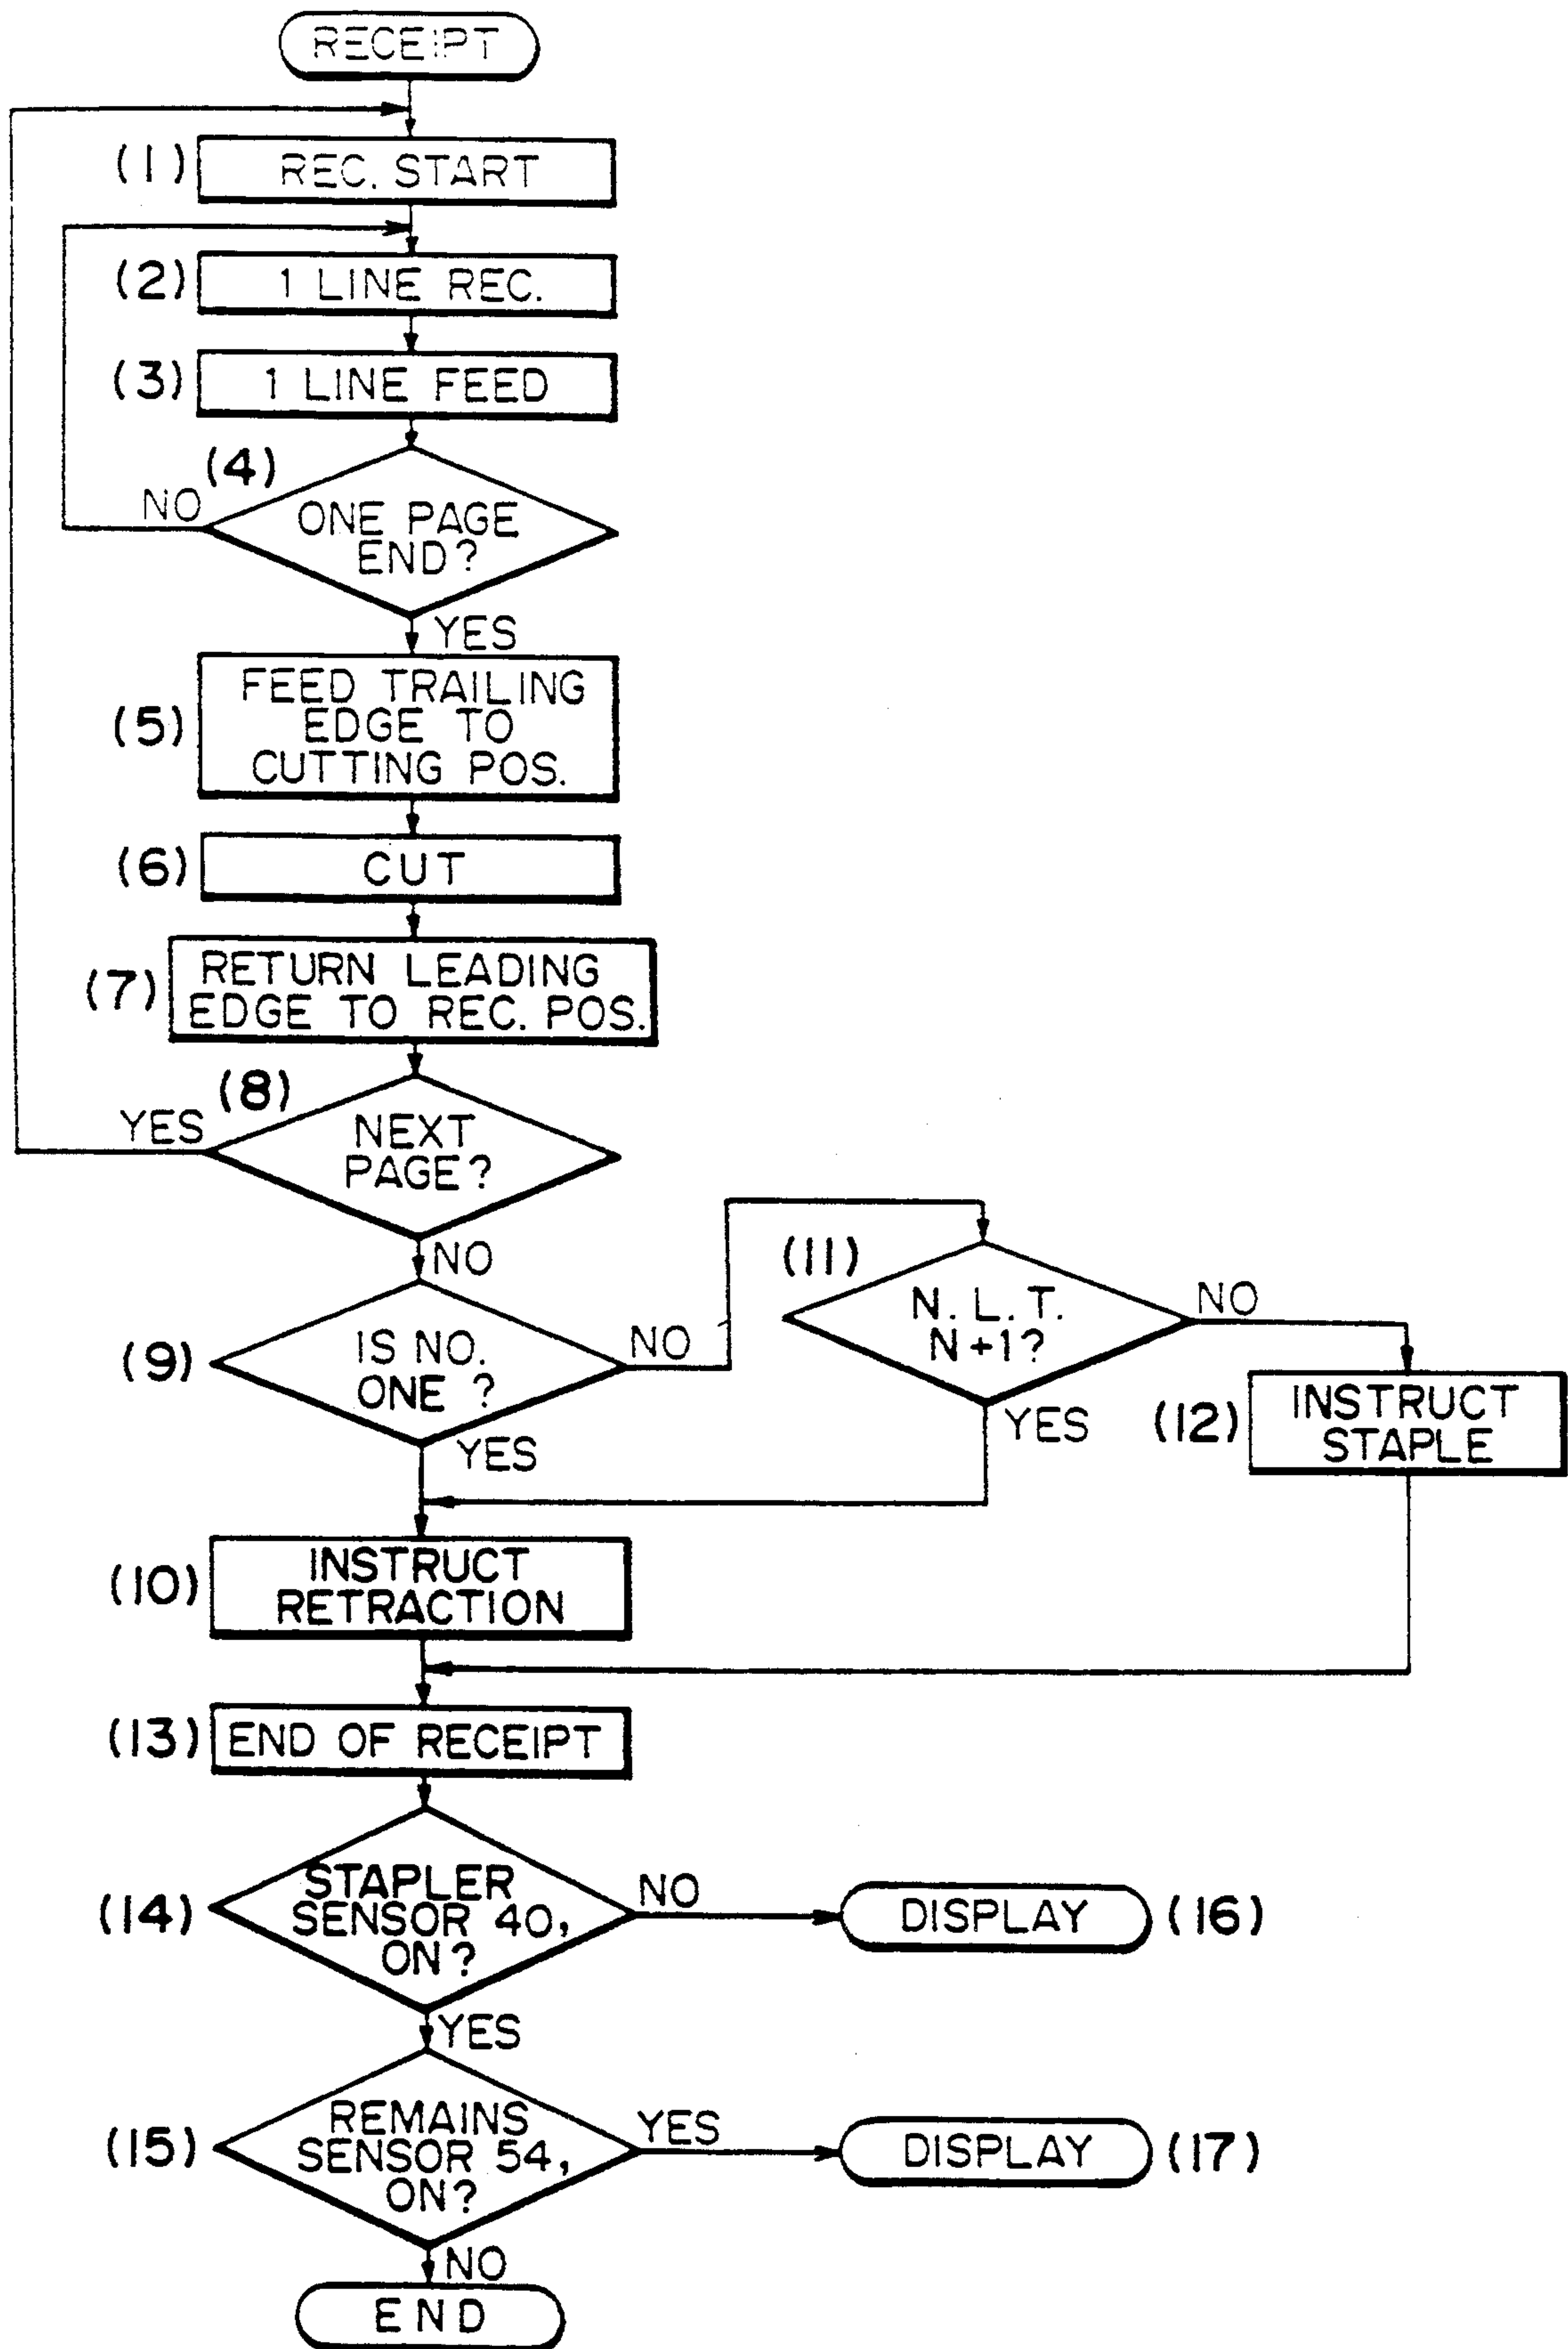 RECEIPT
(1) REC. START
(2) 1 LINE REC.
(3) 1 LINE FEED
(4)
NO
ONE PAGE
END?
YES
(5)
FEED TRAILING
EDGE TO
CUTTING POS.
(6) CUT
(7)
RETURN LEADING
EDGE TO REC. POS.
(8)
YES
NEXT
PAGE?
NO
(9)
IS NO.
ONE?
NO
YES
(11)
N. L. T.
N+1?
NO
YES
(12)
INSTRUCT
STAPLE
(10)
INSTRUCT
RETRACTION
(13) END OF RECEIPT
(14)
STAPLER
SENSOR 40,
ON?
NO
DISPLAY (16)
YES
(15)
REMAINS
SENSOR 54,
ON?
YES
DISPLAY (17)
NO
END